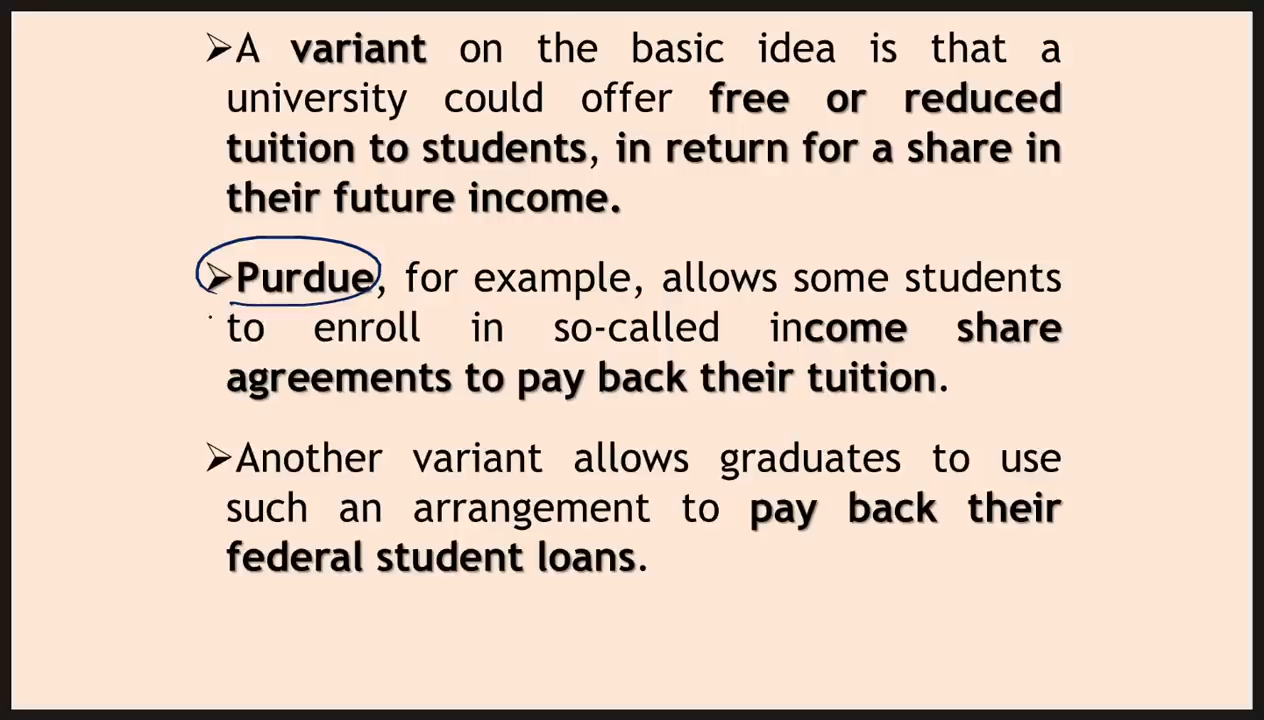 ➢A variant on the basic idea is that a
university could offer free or reduced
tuition to students, in return for a share in
their future income.
➢Purdue, for example, allows some students
to enroll in so-called income share
agreements to pay back their tuition.
➢Another variant allows graduates to use
such an arrangement to pay back their
federal student loans.